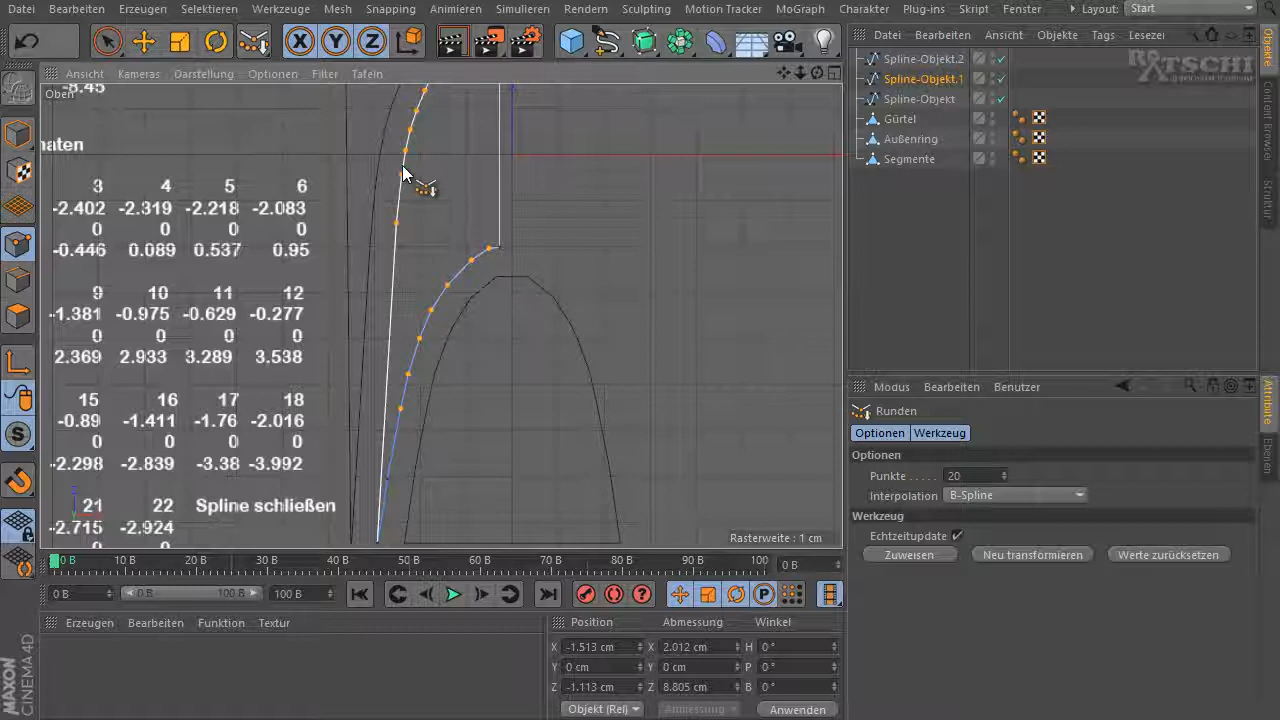 Datei Bearbeiten Erzeugen Selektieren Werkzeuge Mesh Snapping Animieren Simulieren Rendern Sculpting Motion Tracker MoGraph Charakter Plug-ins Skript Fenster Layout: Start
Ansicht Kameras Darstellung Optionen Filter Tafeln
Oben
-8.45
naten
3 4 5 6
-2.402 -2.319 -2.218 -2.083
0 0 0 0
-0.446 0.089 0.537 0.95
9 10 11 12
-1.381 -0.975 -0.629 -0.277
0 0 0 0
2.369 2.933 3.289 3.538
15 16 17 18
-0.89 -1.411 -1.76 -2.016
0 0 0 0
-2.298 -2.839 -3.38 -3.992
21 22 Spline schließen
-2.715 -2.924
0 0
Rasterweite : 1 cm
X Y Z
S
Datei Bearbeiten Ansicht Objekte Tags Lesezei
Spline-Objekt.2
Spline-Objekt.1
Spline-Objekt
Gürtel
Außenring
Segmente
Objekte
Content Browser
Struktur
Modus Bearbeiten Benutzer
Runden
Optionen Werkzeug
Optionen
Punkte . . . . . 20
Interpolation B-Spline
Werkzeug
Echtzeitupdate
Zuweisen Neu transformieren Werte zurücksetzen
Attribute
Ebenen
0 B 10 B 20 B 30 B 40 B 50 B 60 B 70 B 80 B 90 B 100 0 B
0 B 0 B 100 B 100 B
P
Erzeugen Bearbeiten Funktion Textur
Position Abmessung Winkel
X -1.513 cm X 2.012 cm H 0 °
Y 0 cm Y 0 cm P 0 °
Z -1.113 cm Z 8.805 cm B 0 °
Objekt (Rel) Abmessung Anwenden
MAXON
CINEMA 4D